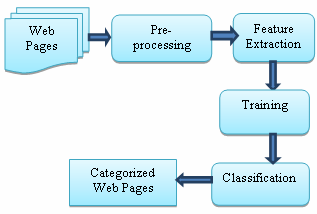 Web
Pages
Pre-
processing
Feature
Extraction
Training
Classification
Categorized
Web Pages